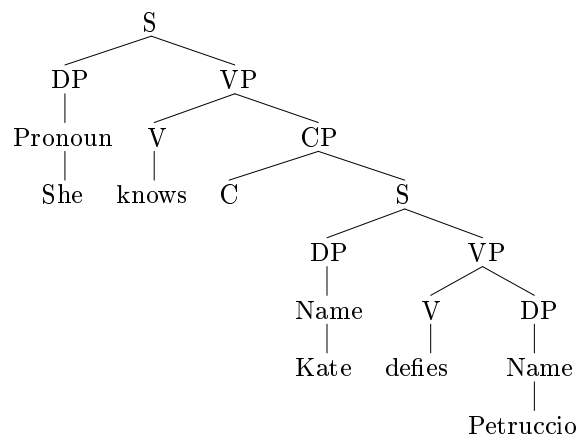 S
DP VP
Pronoun V CP
She knows C S
DP VP
Name V DP
Kate defies Name
Petruccio